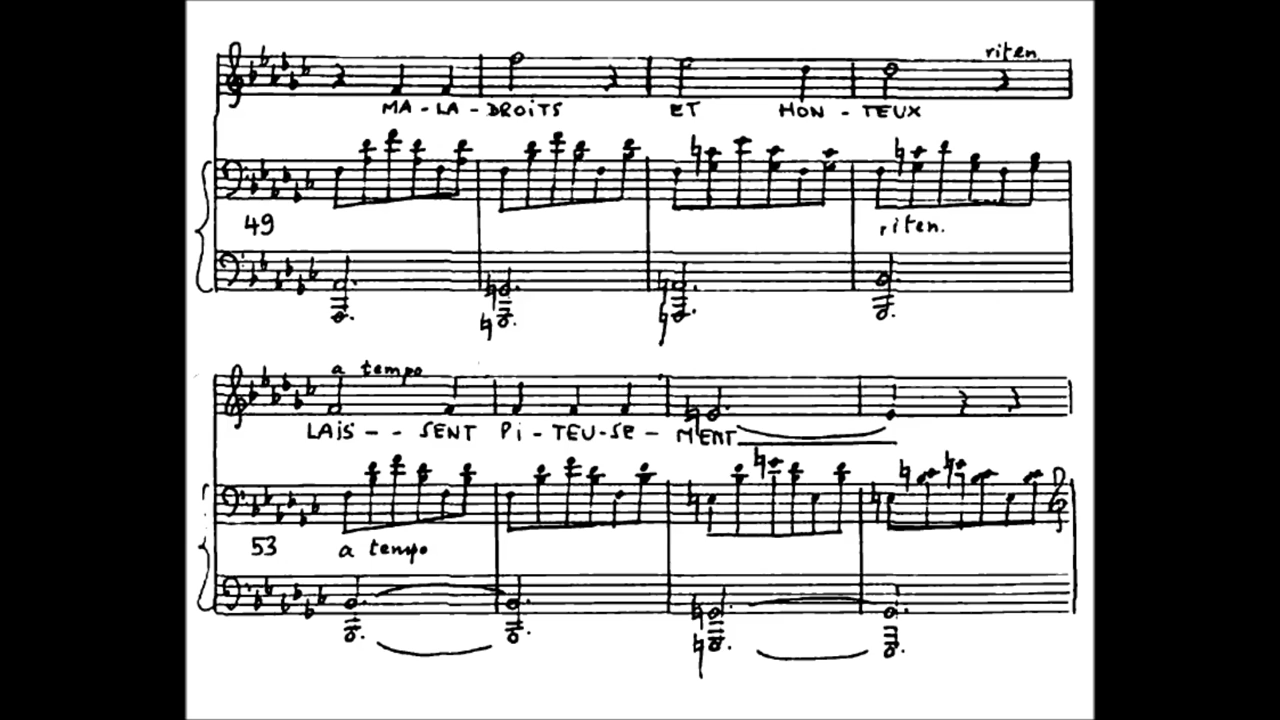 riten.
MA-LA-DROiTS ET HON-TEUX
49 riten.
a tempo
LAiS--SENT Pi-TEU-SE-MENT
53 a tempo